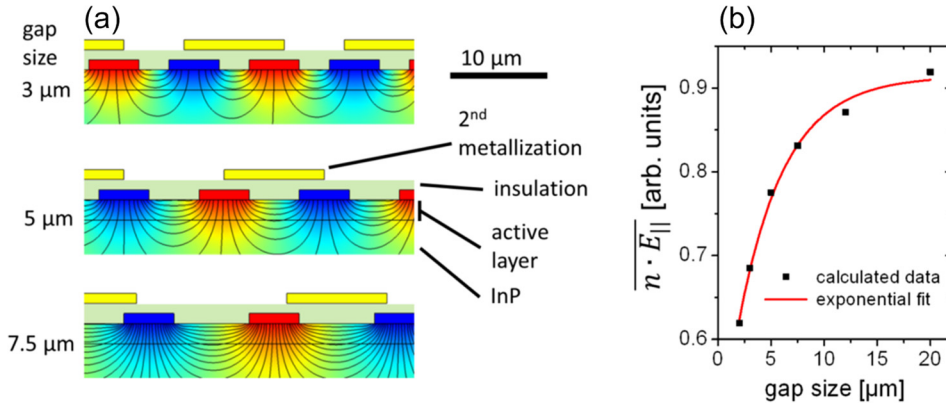 (a)
gap
size
3 μm
5 μm
7.5 μm
10 μm
2nd
metallization
insulation
active
layer
InP
(b)
n · E||  [arb. units]
0.9
0.8
0.7
0.6
0 5 10 15 20
gap size [μm]
calculated data
exponential fit